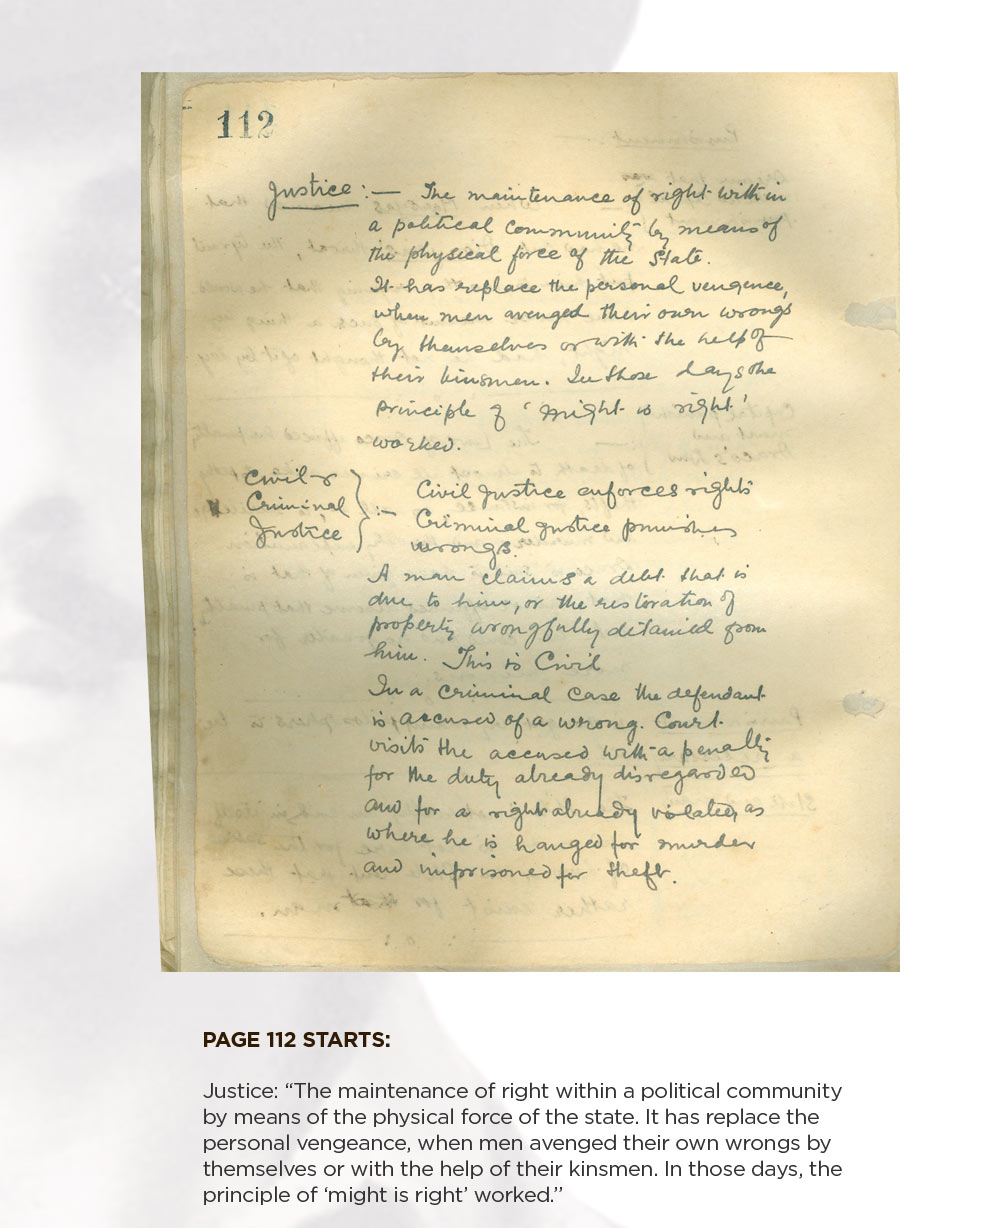 112
Justice :— The maintenance of right within
a political community by means of
the physical force of the State.
It has replace the personal vengence,
when men avenged their own wrongs
by themselves or with the help of
their kinsmen. In those days the
principle of 'might is right'
worked.
Civil &
Criminal
Justice } :— Civil Justice enforces rights
Criminal Justice punishes
wrongs.
A man claims a debt that is
due to him, or the restoration of
property wrongfully detained from
him. This is Civil
In a criminal case the defendant
is accused of a wrong. Court
visits the accused with a penalty
for the duty already disregarded
and for a right already violated, as
where he is hanged for murder
and imprisoned for theft.
PAGE 112 STARTS:
Justice: “The maintenance of right within a political community
by means of the physical force of the state. It has replace the
personal vengeance, when men avenged their own wrongs by
themselves or with the help of their kinsmen. In those days, the
principle of ‘might is right’ worked.”